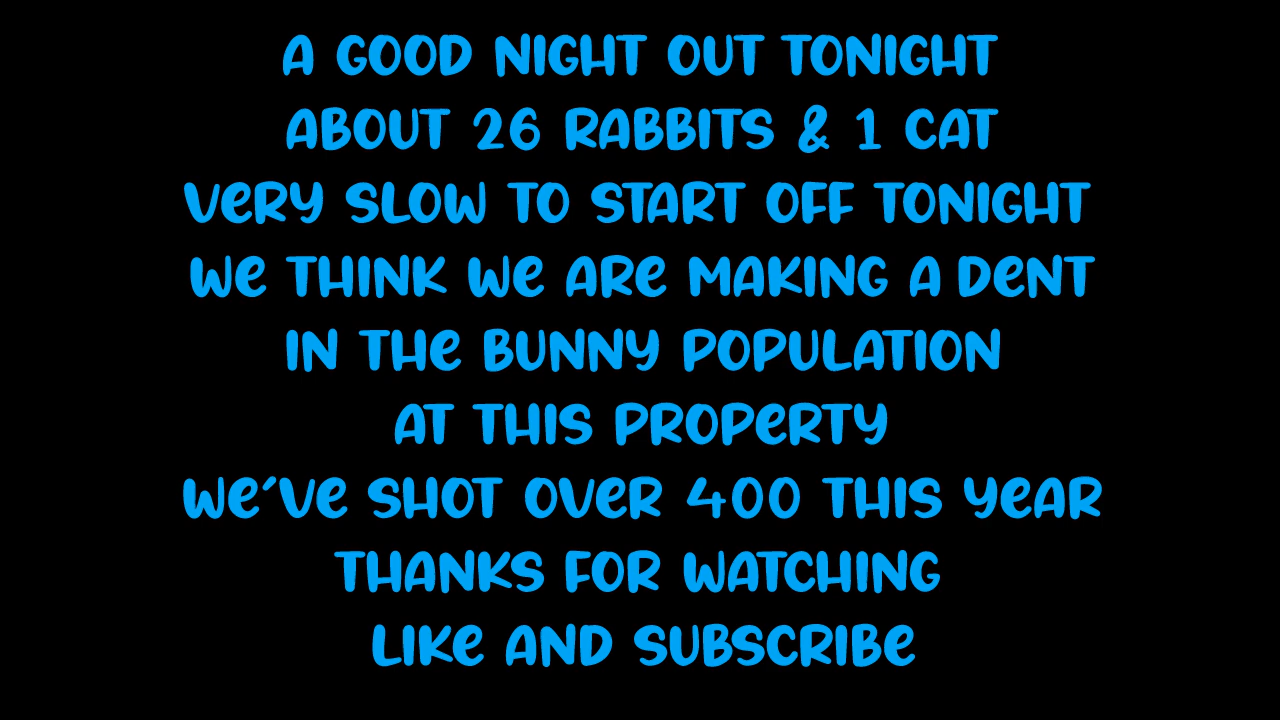 A GOOD NIGHT OUT TONIGHT
ABOUT 26 RABBITS & 1 CAT
VeRY SLOW TO START OFF TONIGHT
We THINK We ARe MAKING A DeNT
IN THe BUNNY POPULATION
AT THIS PROPeRTY
We'Ve SHOT OVeR 400 THIS YeAR
THANKS FOR WATCHING
LIKe AND SUBSCRIBe